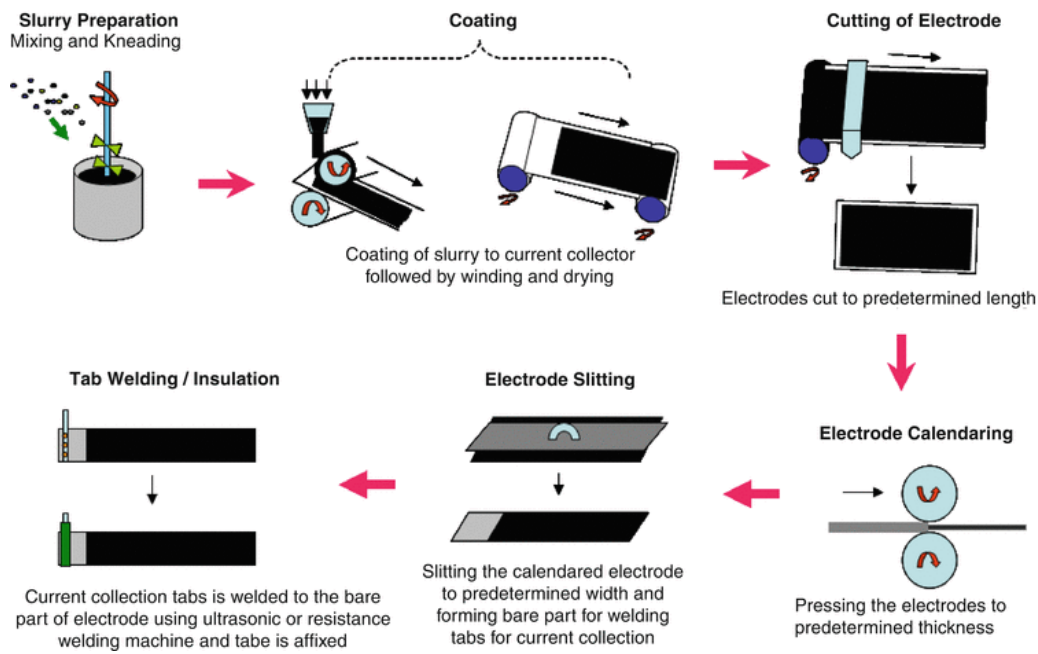 Slurry Preparation
Mixing and Kneading
Coating
Coating of slurry to current collector
followed by winding and drying
Cutting of Electrode
Electrodes cut to predetermined length
Electrode Calendaring
Pressing the electrodes to
predetermined thickness
Electrode Slitting
Slitting the calendared electrode
to predetermined width and
forming bare part for welding
tabs for current collection
Tab Welding / Insulation
Current collection tabs is welded to the bare
part of electrode using ultrasonic or resistance
welding machine and tabe is affixed